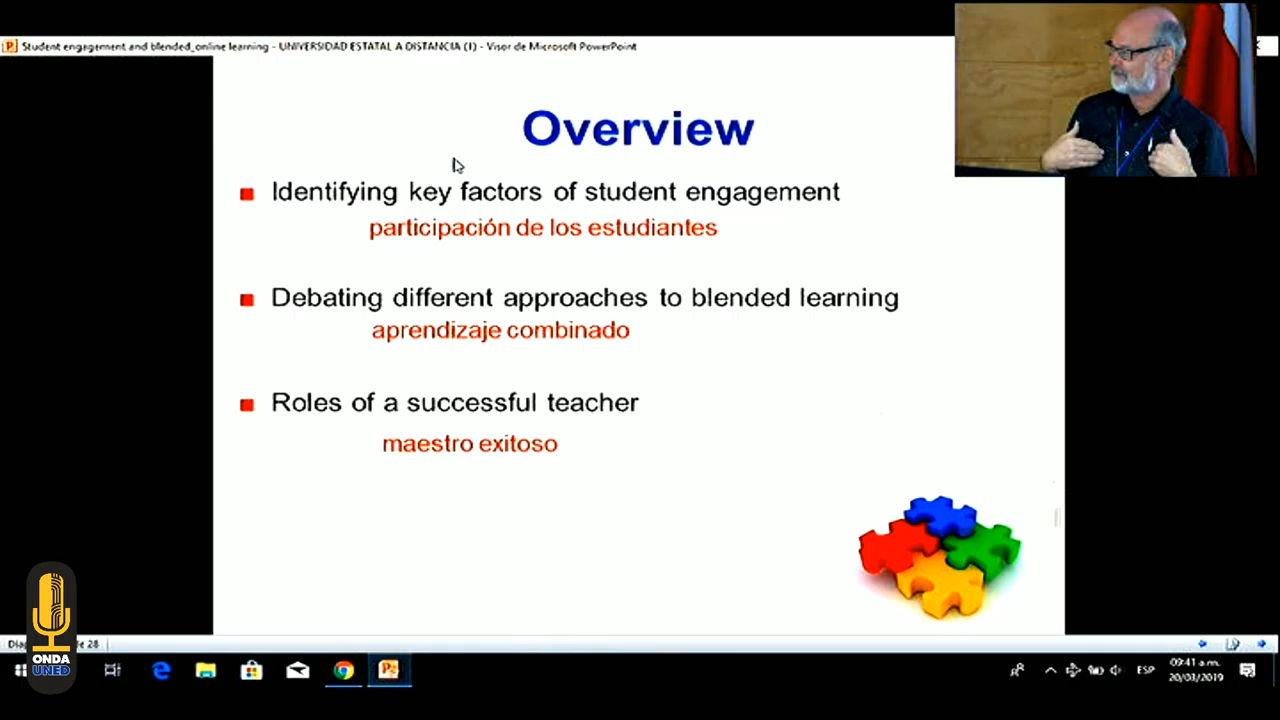 Student engagement and blended_online learning - UNIVERSIDAD ESTATAL A DISTANCIA (1) - Visor de Microsoft PowerPoint
Overview
Identifying key factors of student engagement
participación de los estudiantes
Debating different approaches to blended learning
aprendizaje combinado
Roles of a successful teacher
maestro exitoso
28
ONDA
UNED
ESP
09:41 a.m.
20/03/2019